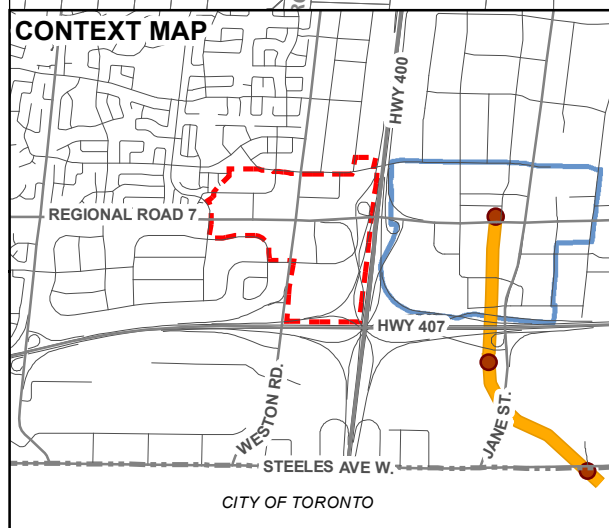 CONTEXT MAP
HWY 400
REGIONAL ROAD 7
HWY 407
WESTON RD.
JANE ST.
STEELES AVE W.
CITY OF TORONTO